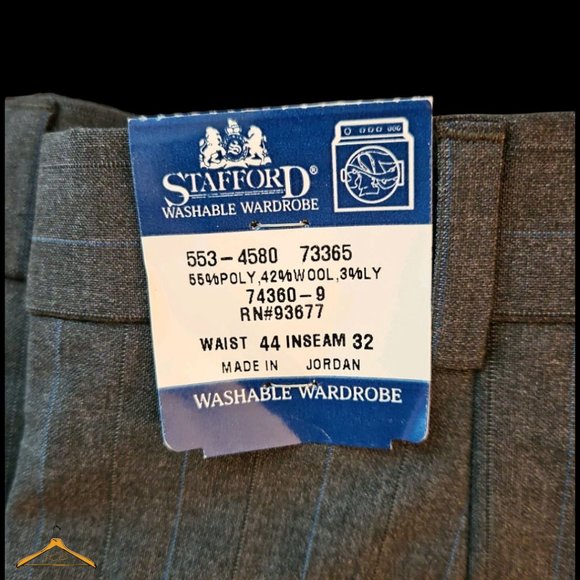 STAFFORD®
WASHABLE WARDROBE
553-4580 73365
55%POLY,42%WOOL,3%LY
74360-9
RN#93677
WAIST 44 INSEAM 32
MADE IN JORDAN
WASHABLE WARDROBE